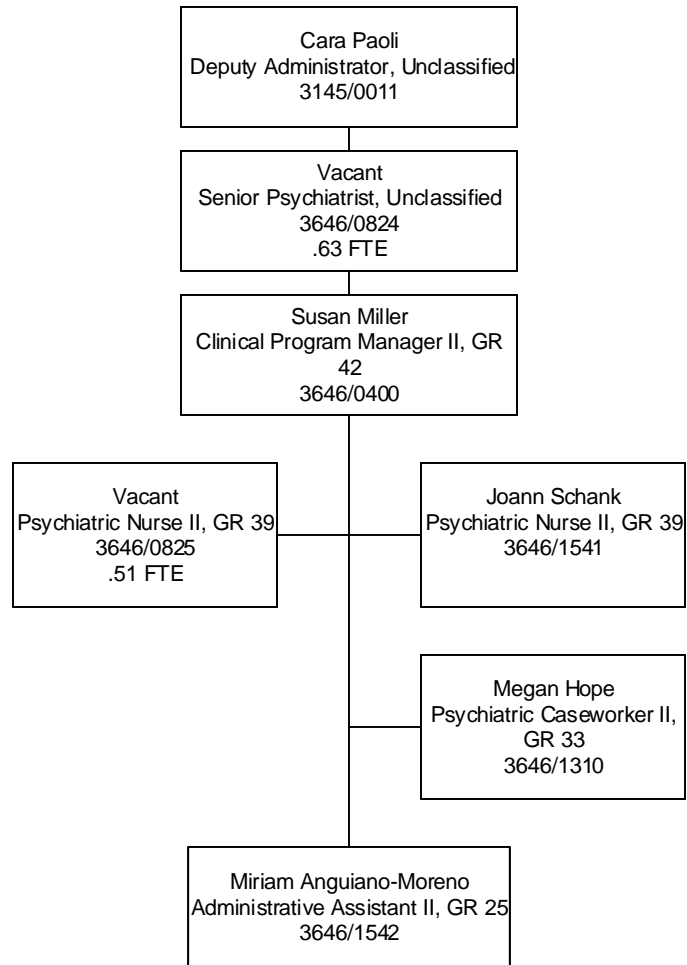 Cara Paoli
Deputy Administrator, Unclassified
3145/0011
Vacant
Senior Psychiatrist, Unclassified
3646/0824
.63 FTE
Susan Miller
Clinical Program Manager II, GR
42
3646/0400
Vacant
Psychiatric Nurse II, GR 39
3646/0825
.51 FTE
Joann Schank
Psychiatric Nurse II, GR 39
3646/1541
Megan Hope
Psychiatric Caseworker II,
GR 33
3646/1310
Miriam Anguiano-Moreno
Administrative Assistant II, GR 25
3646/1542